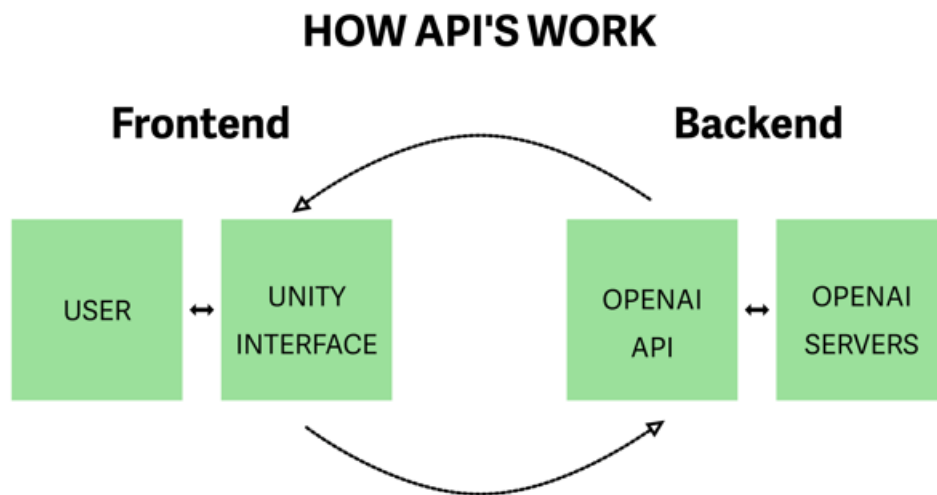 HOW API'S WORK
Frontend
Backend
USER
UNITY
INTERFACE
OPENAI
API
OPENAI
SERVERS